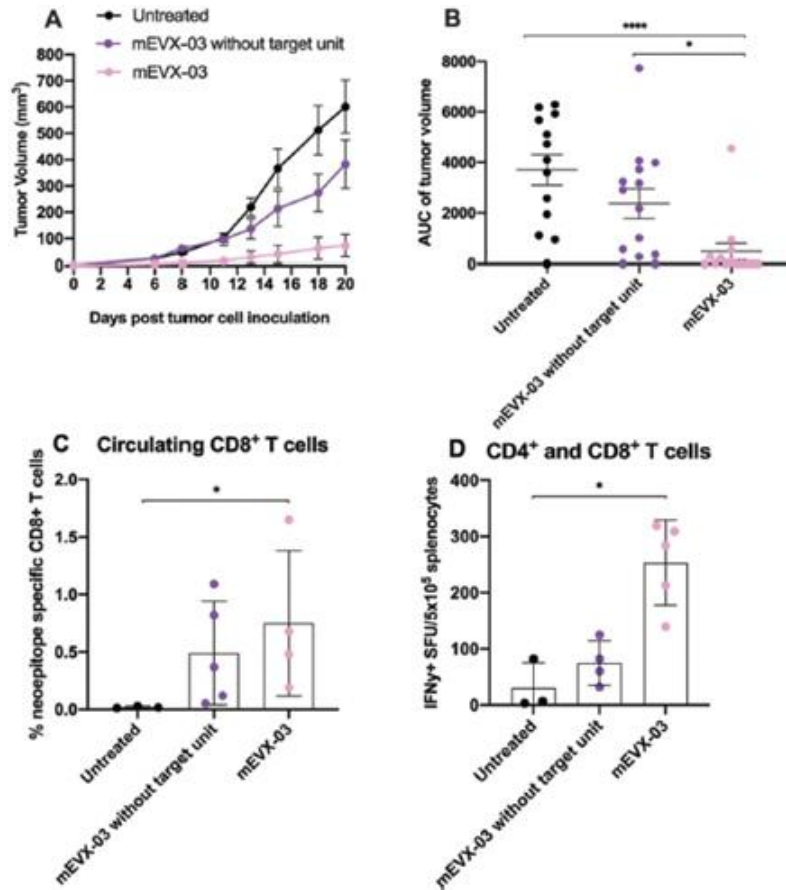 A
Untreated
mEVX-03 without target unit
mEVX-03
Tumor Volume (mm³)
800
700
600
500
400
300
200
100
0
0 2 4 6 8 10 12 14 16 18 20
Days post tumor cell inoculation
B
****
*
AUC of tumor volume
8000
6000
4000
2000
0
Untreated
mEVX-03 without target unit
mEVX-03
C Circulating CD8⁺ T cells
*
% neoepitope specific CD8+ T cells
2.0
1.5
1.0
0.5
0.0
Untreated
mEVX-03 without target unit
mEVX-03
D CD4⁺ and CD8⁺ T cells
*
IFNy+ SFU/5x10⁵ splenocytes
400
300
200
100
0
Untreated
mEVX-03 without target unit
mEVX-03